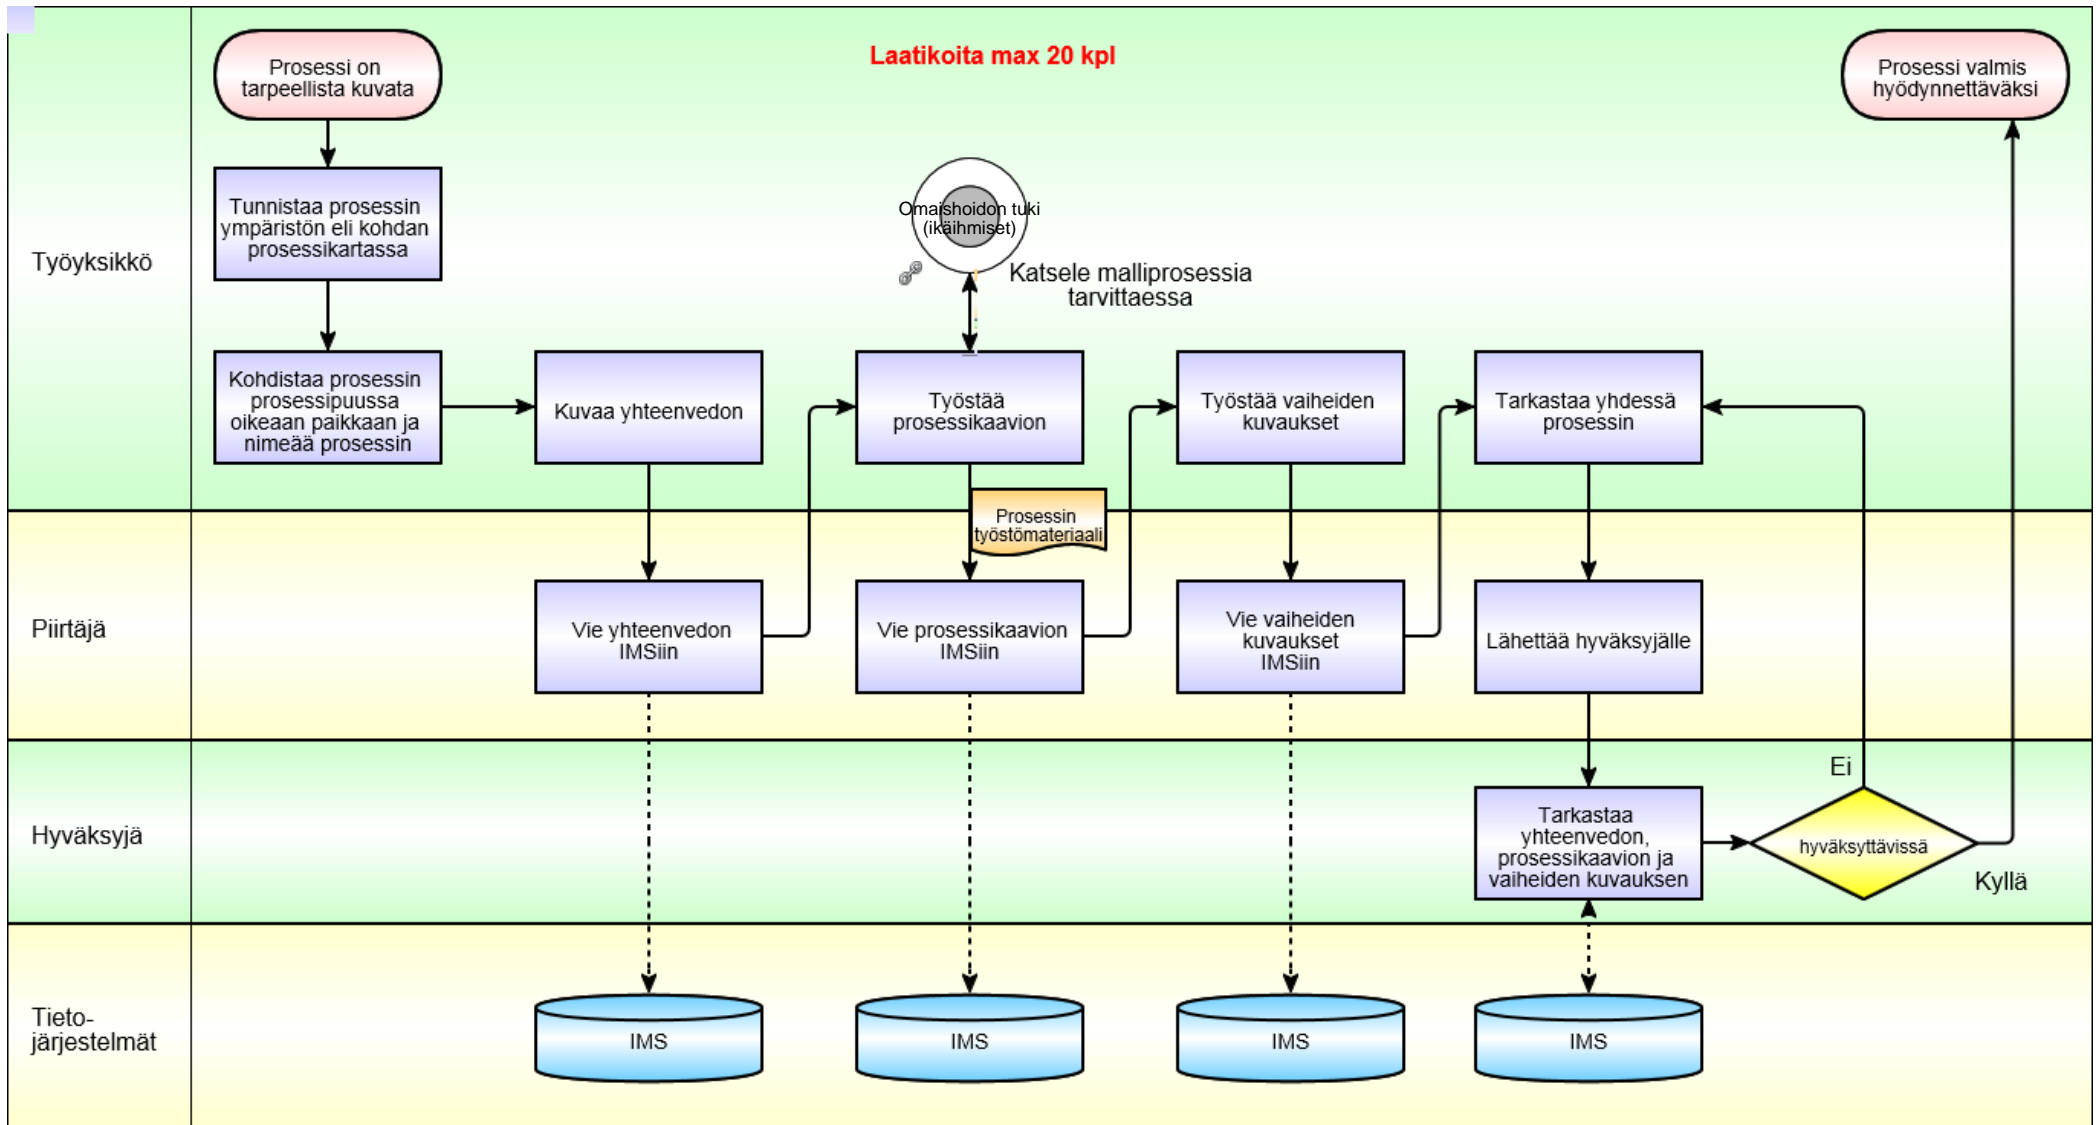 Laatikoita max 20 kpl
Prosessi on
tarpeellista kuvata
Prosessi valmis
hyödynnettäväksi
Työyksikkö
Tunnistaa prosessin
ympäristön eli kohdan
prosessikartassa
Omaishoidon tuki
(ikäihmiset)
Katsele malliprosessia
tarvittaessa
Kohdistaa prosessin
prosessipuussa
oikeaan paikkaan ja
nimeää prosessin
Kuvaa yhteenvedon
Työstää
prosessikaavion
Työstää vaiheiden
kuvaukset
Tarkastaa yhdessä
prosessin
Prosessin
työstömateriaali
Piirtäjä
Vie yhteenvedon
IMSiin
Vie prosessikaavion
IMSiin
Vie vaiheiden
kuvaukset
IMSiin
Lähettää hyväksyjälle
Hyväksyjä
Tarkastaa
yhteenvedon,
prosessikaavion ja
vaiheiden kuvauksen
Ei
hyväksyttävissä
Kyllä
Tieto-
järjestelmät
IMS
IMS
IMS
IMS